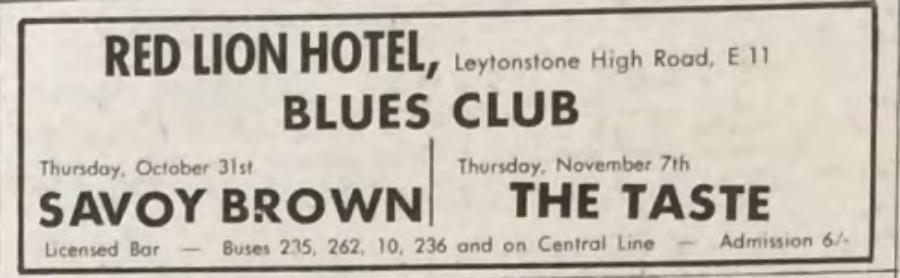 RED LION HOTEL, Leytonstone High Road, E 11
BLUES CLUB
Thursday, October 31st
SAVOY BROWN
Thursday, November 7th
THE TASTE
Licensed Bar — Buses 235, 262, 10, 236 and on Central Line — Admission 6/-